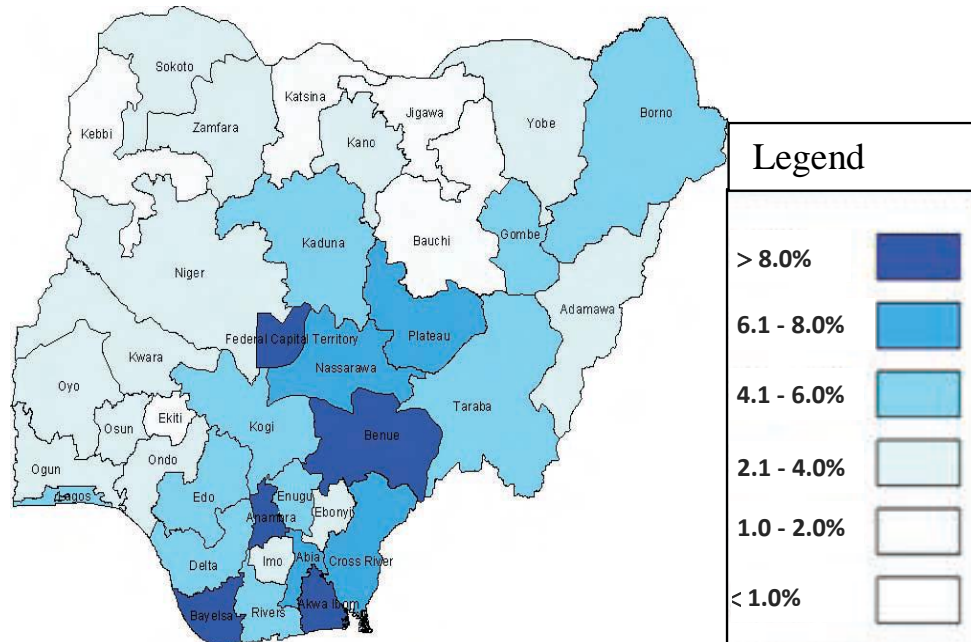 Sokoto
Katsina
Jigawa
Yobe
Borno
Kebbi
Zamfara
Kano
Kaduna
Bauchi
Gombe
Niger
Adamawa
Federal Capital Territory
Plateau
Nassarawa
Kwara
Oyo
Taraba
Ekiti
Osun
Kogi
Benue
Ondo
Ogun
Lagos
Edo
Enugu
Anambra
Ebonyi
Delta
Imo
Abia
Cross River
Bayelsa
Rivers
Akwa Ibom
Legend
> 8.0%
6.1 - 8.0%
4.1 - 6.0%
2.1 - 4.0%
1.0 - 2.0%
< 1.0%